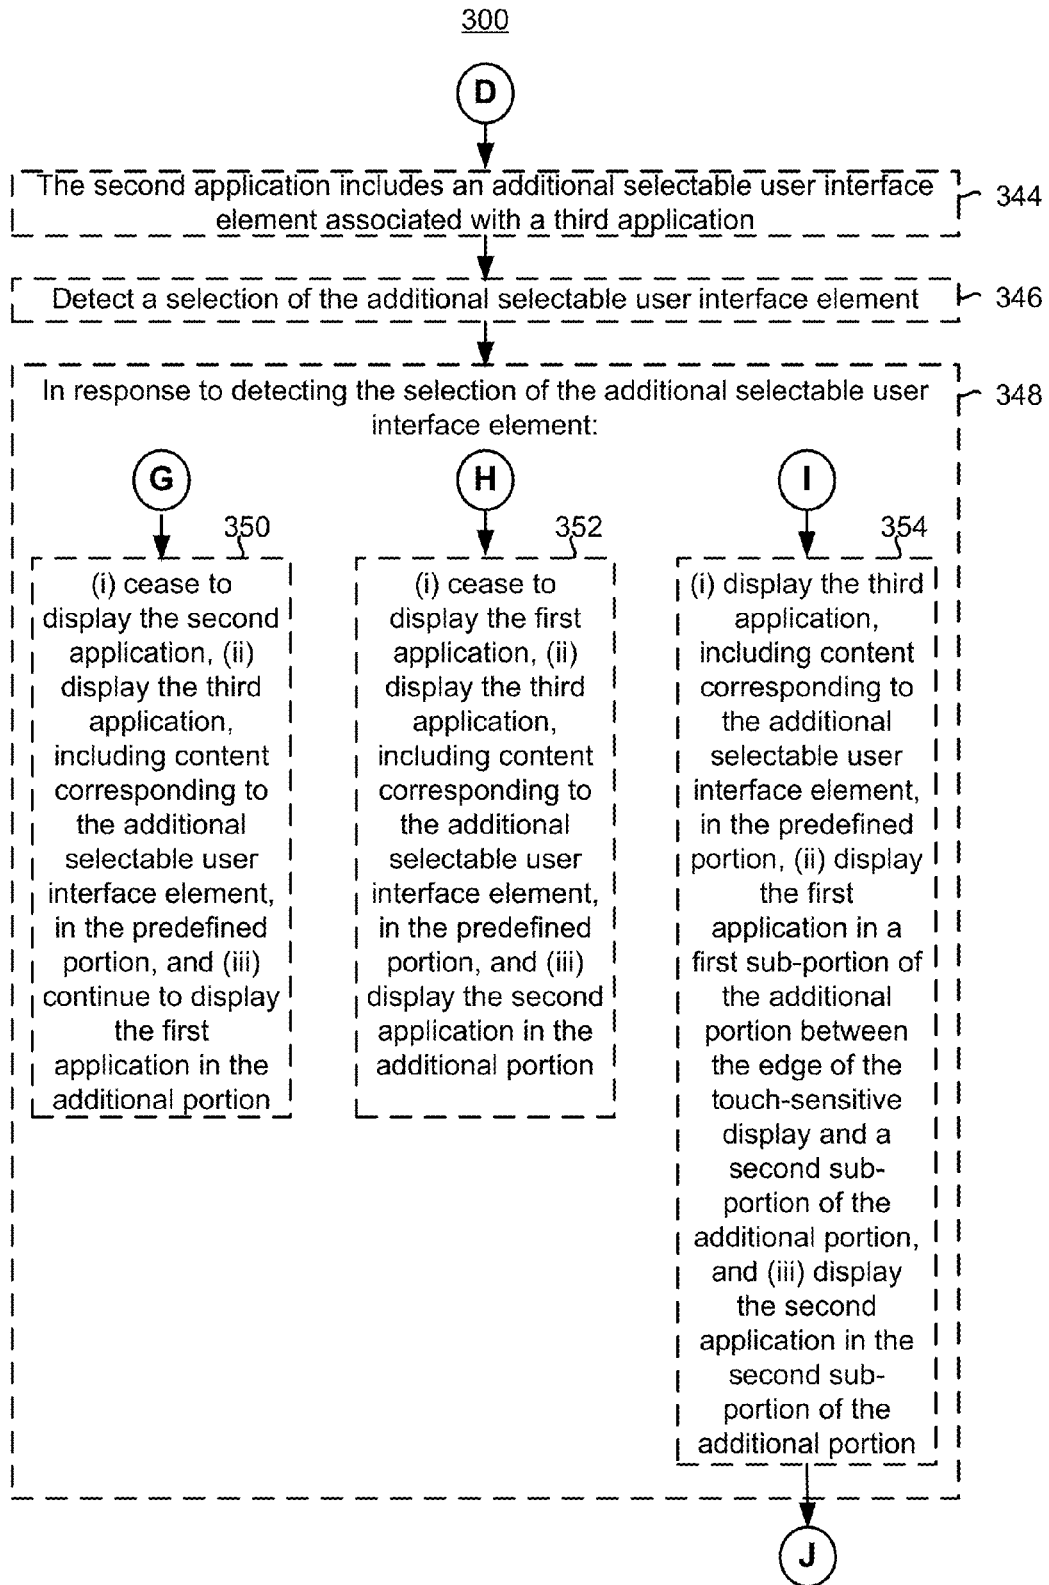 300
D
The second application includes an additional selectable user interface
element associated with a third application
344
Detect a selection of the additional selectable user interface element
346
In response to detecting the selection of the additional selectable user
interface element:
348
G
350
(i) cease to
display the second
application, (ii)
display the third
application,
including content
corresponding to
the additional
selectable user
interface element,
in the predefined
portion, and (iii)
continue to display
the first
application in the
additional portion
H
352
(i) cease to
display the first
application, (ii)
display the third
application,
including content
corresponding to
the additional
selectable user
interface element,
in the predefined
portion, and (iii)
display the second
application in the
additional portion
I
354
(i) display the third
application,
including content
corresponding to
the additional
selectable user
interface element,
in the predefined
portion, (ii) display
the first
application in a
first sub-portion of
the additional
portion between
the edge of the
touch-sensitive
display and a
second sub-
portion of the
additional portion,
and (iii) display
the second
application in the
second sub-
portion of the
additional portion
J